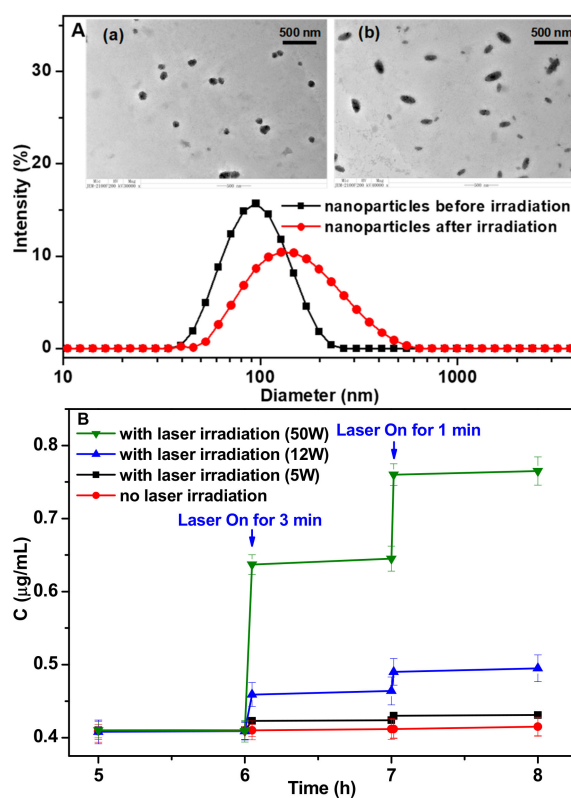 A
(a)
500 nm
(b)
500 nm
30
20
10
0
Intensity (%)
nanoparticles before irradiation
nanoparticles after irradiation
10
100
1000
Diameter (nm)
B
with laser irradiation (50W)
with laser irradiation (12W)
with laser irradiation (5W)
no laser irradiation
Laser On for 1 min
Laser On for 3 min
0.8
0.7
0.6
0.5
0.4
C (μg/mL)
5
6
7
8
Time (h)